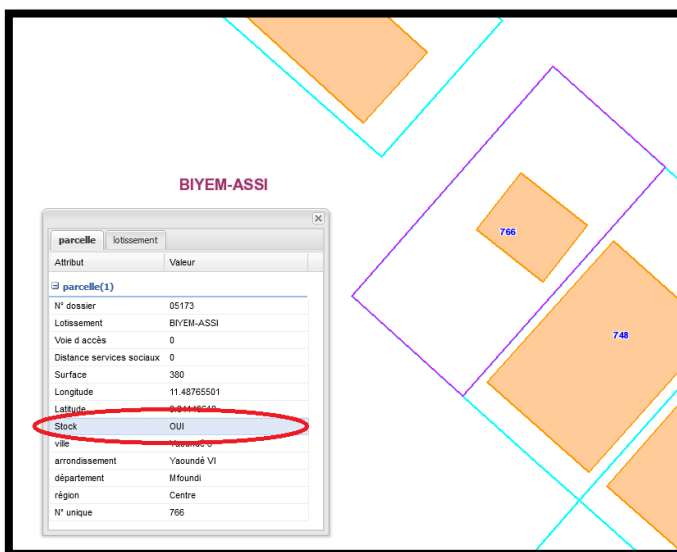 BIYEM-ASSI
parcelle lotissement
Attribut Valeur
parcelle(1)
N° dossier 05173
Lotissement BIYEM-ASSI
Voie d accès 0
Distance services sociaux 0
Surface 380
Longitude 11.48765501
Latitude
Stock OUI
ville
arrondissement Yaoundé VI
département Mfoundi
région Centre
N° unique 766
766
748